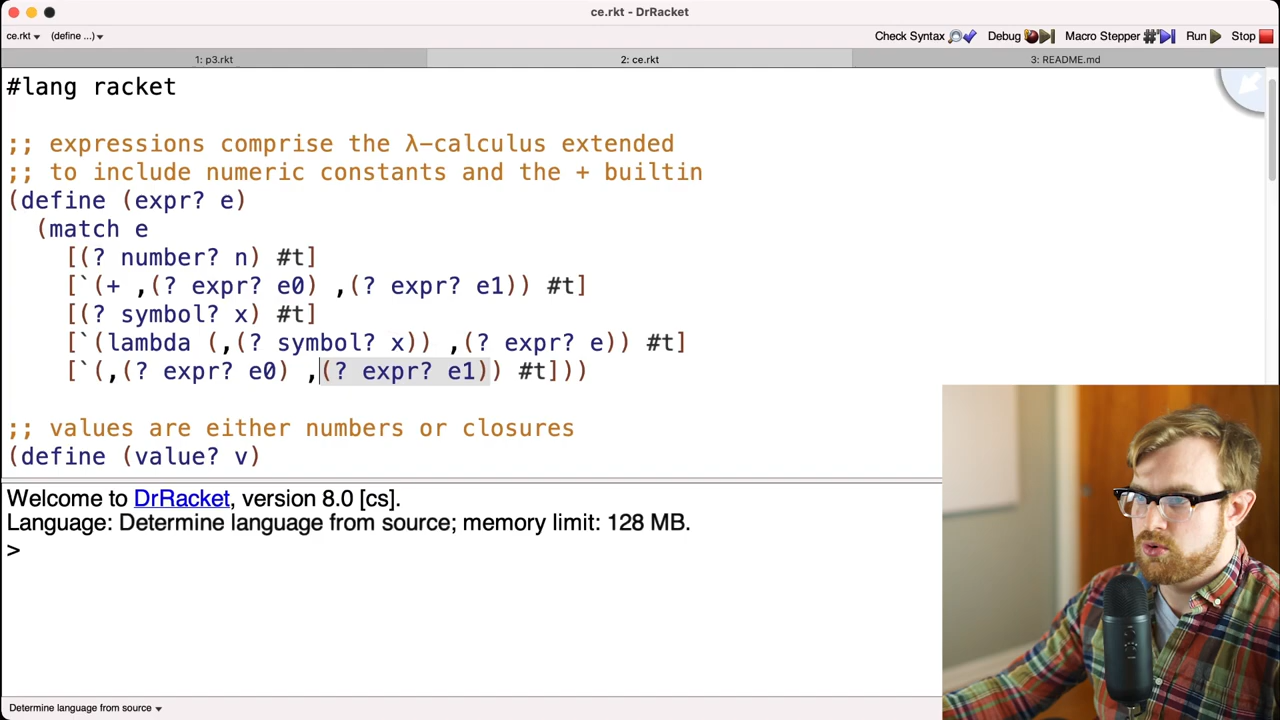 ce.rkt - DrRacket
ce.rkt (define ...) Check Syntax Debug Macro Stepper Run Stop
1: p3.rkt 2: ce.rkt 3: README.md
#lang racket
;; expressions comprise the λ-calculus extended
;; to include numeric constants and the + builtin
(define (expr? e)
(match e
[(? number? n) #t]
[`(+ ,(? expr? e0) ,(? expr? e1)) #t]
[(? symbol? x) #t]
[`(lambda (,(? symbol? x)) ,(? expr? e)) #t]
[`(,(? expr? e0) ,(? expr? e1)) #t]))
;; values are either numbers or closures
(define (value? v)
Welcome to DrRacket, version 8.0 [cs].
Language: Determine language from source; memory limit: 128 MB.
>
Determine language from source